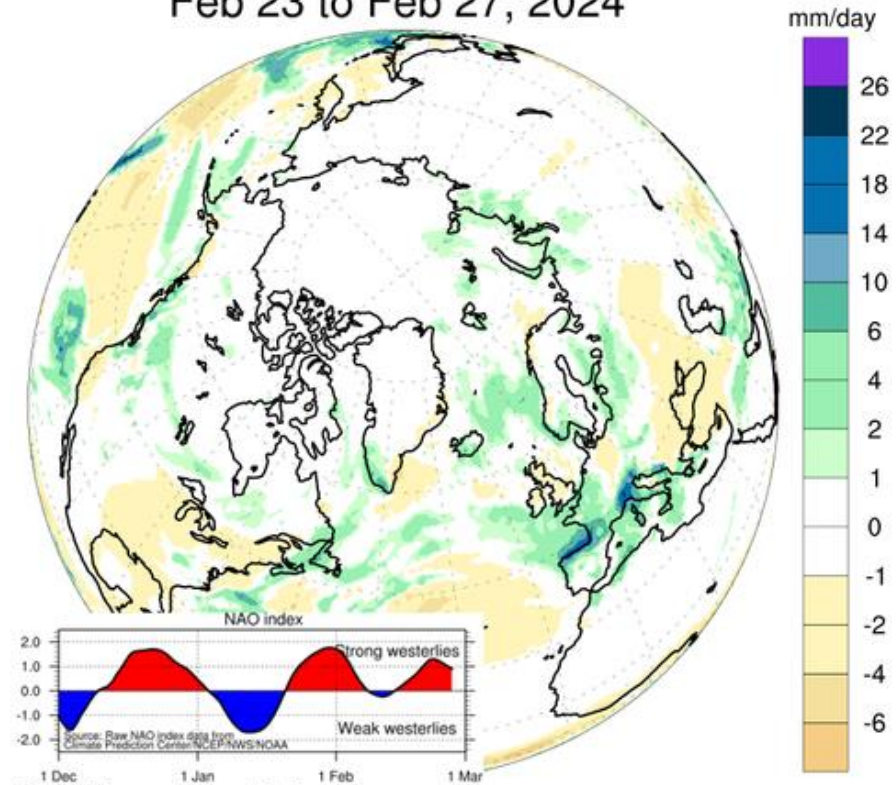 Feb 23 to Feb 27, 2024
mm/day
26
22
18
14
10
6
4
2
1
0
-1
-2
-4
-6
NAO index
2.0
1.0
0.0
-1.0
-2.0
Strong westerlies
Weak westerlies
Source: Raw NAO index data from
Climate Prediction Center/NCEP/NWS/NOAA
1 Dec 1 Jan 1 Feb 1 Mar